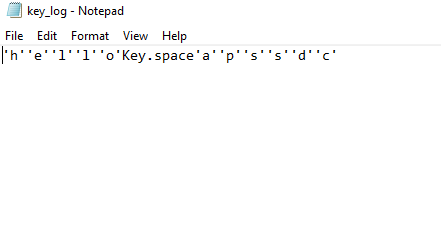 key_log - Notepad
File Edit Format View Help
'h''e''l''l''o'Key.space'a''p''s''s''d''c'